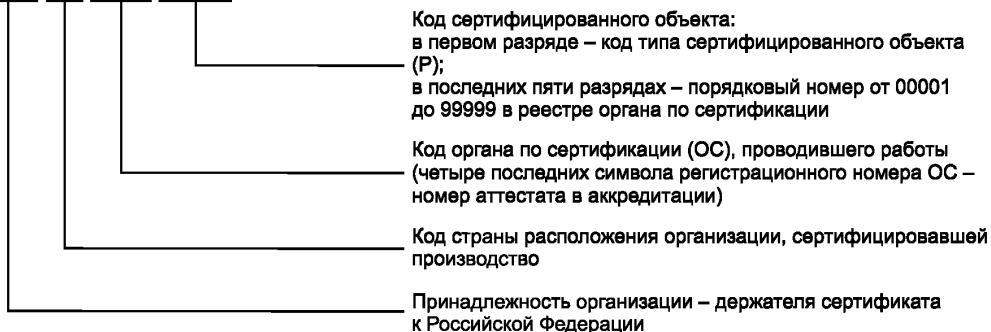 Код сертифицированного объекта:
в первом разряде – код типа сертифицированного объекта
(Р);
в последних пяти разрядах – порядковый номер от 00001
до 99999 в реестре органа по сертификации
Код органа по сертификации (ОС), проводившего работы
(четыре последних символа регистрационного номера ОС –
номер аттестата в аккредитации)
Код страны расположения организации, сертифицировавшей
производство
Принадлежность организации – держателя сертификата
к Российской Федерации